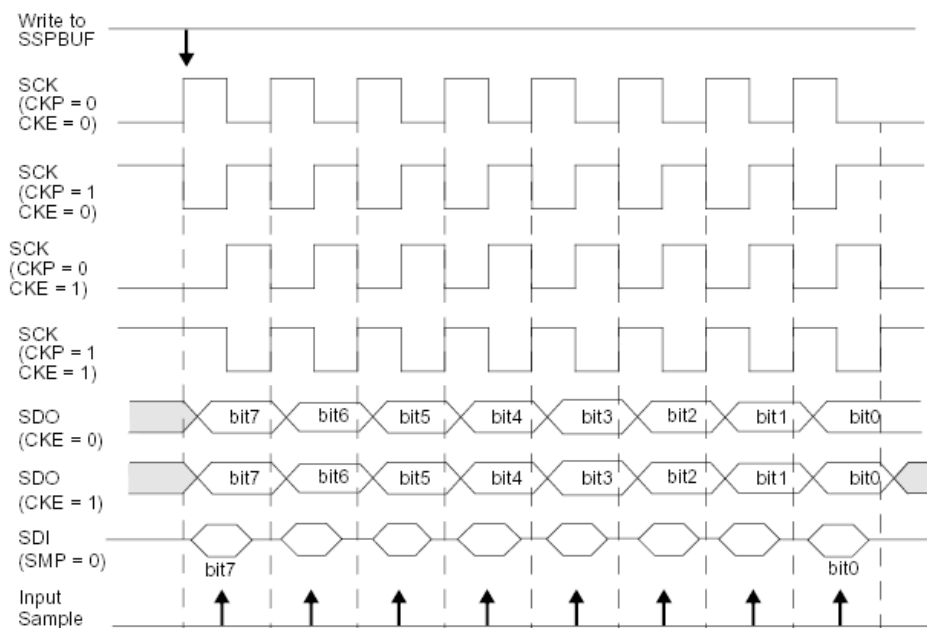 Write to
SSPBUF
SCK
(CKP = 0
CKE = 0)
SCK
(CKP = 1
CKE = 0)
SCK
(CKP = 0
CKE = 1)
SCK
(CKP = 1
CKE = 1)
SDO
(CKE = 0)
bit7 bit6 bit5 bit4 bit3 bit2 bit1 bit0
SDO
(CKE = 1)
bit7 bit6 bit5 bit4 bit3 bit2 bit1 bit0
SDI
(SMP = 0)
bit7 bit0
Input
Sample